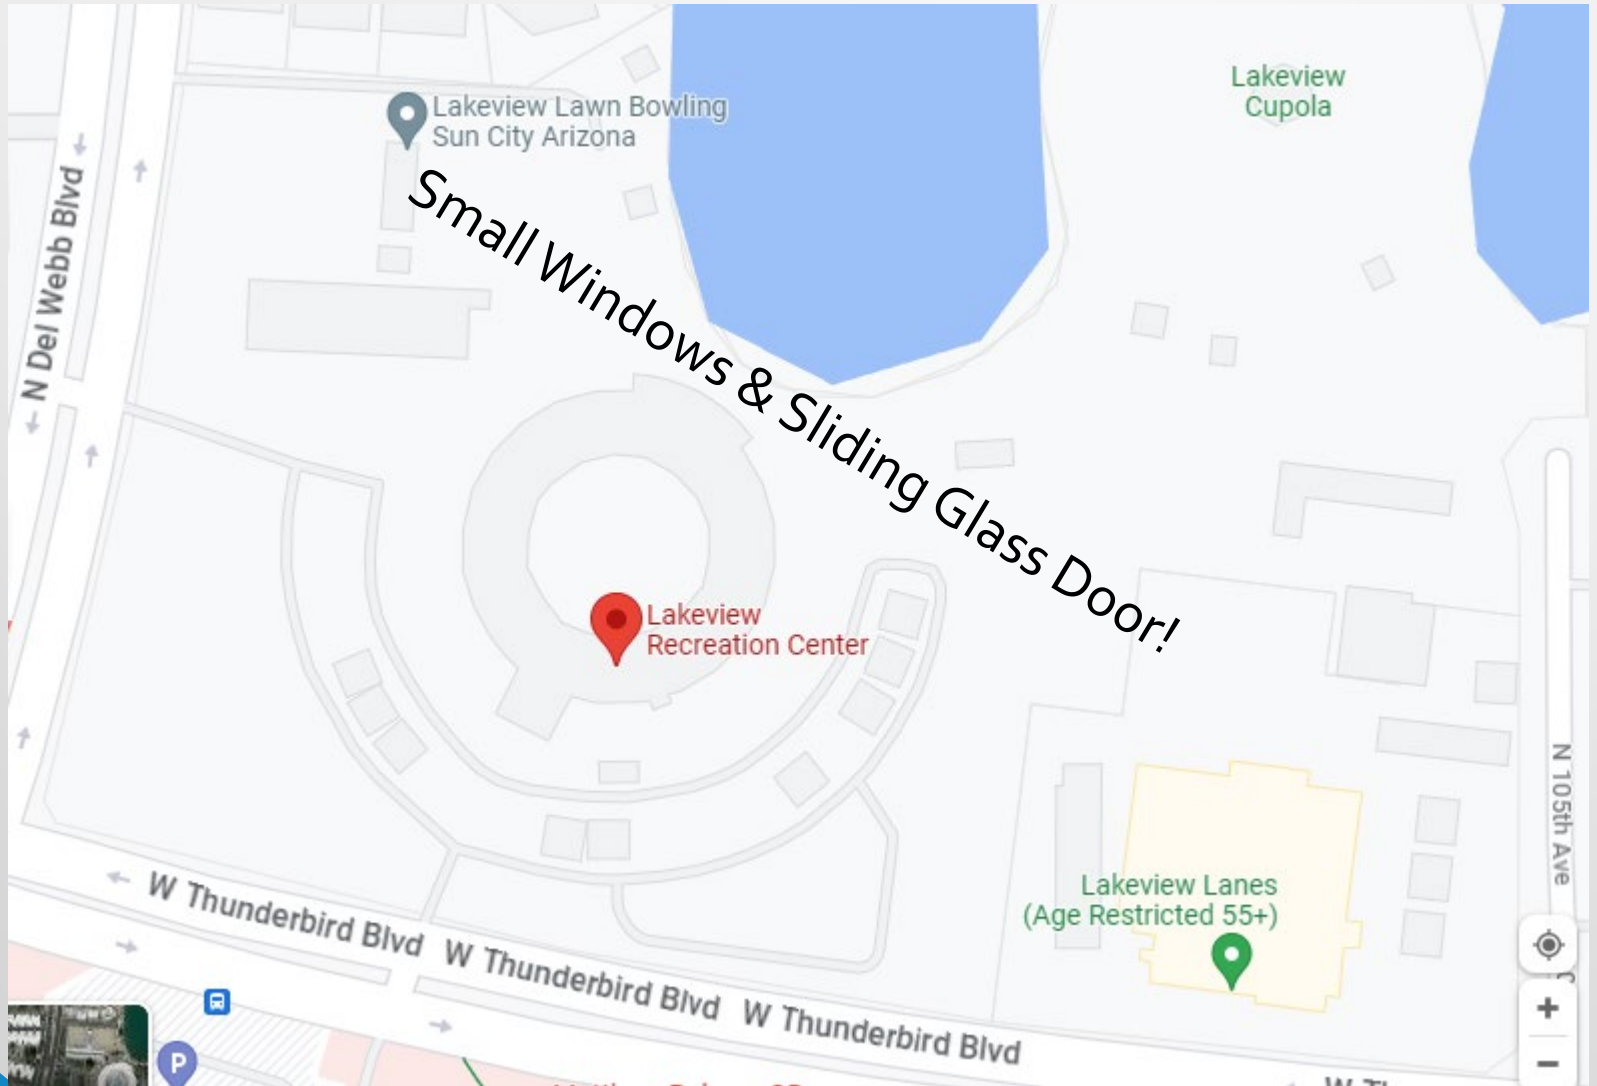 Lakeview
Cupola
Lakeview Lawn Bowling
Sun City Arizona
N Del Webb Blvd
Small Windows & Sliding Glass Door!
Lakeview
Recreation Center
N 105th Ave
Lakeview Lanes
(Age Restricted 55+)
W Thunderbird Blvd W Thunderbird Blvd W Thunderbird Blvd
+
−
P